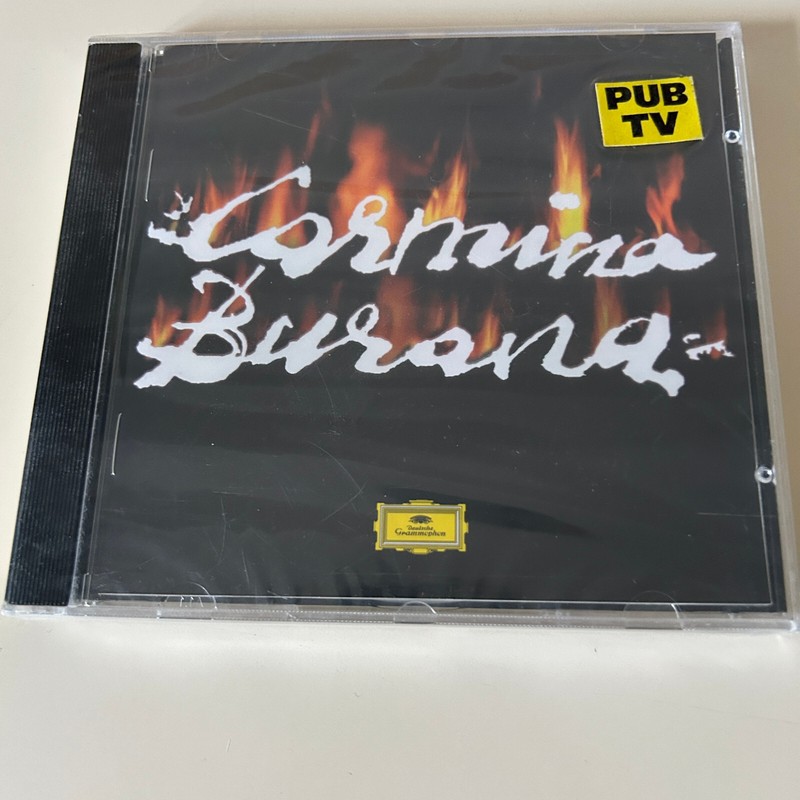 PUB
TV
Carmina
Burana
Deutsche
Grammophon